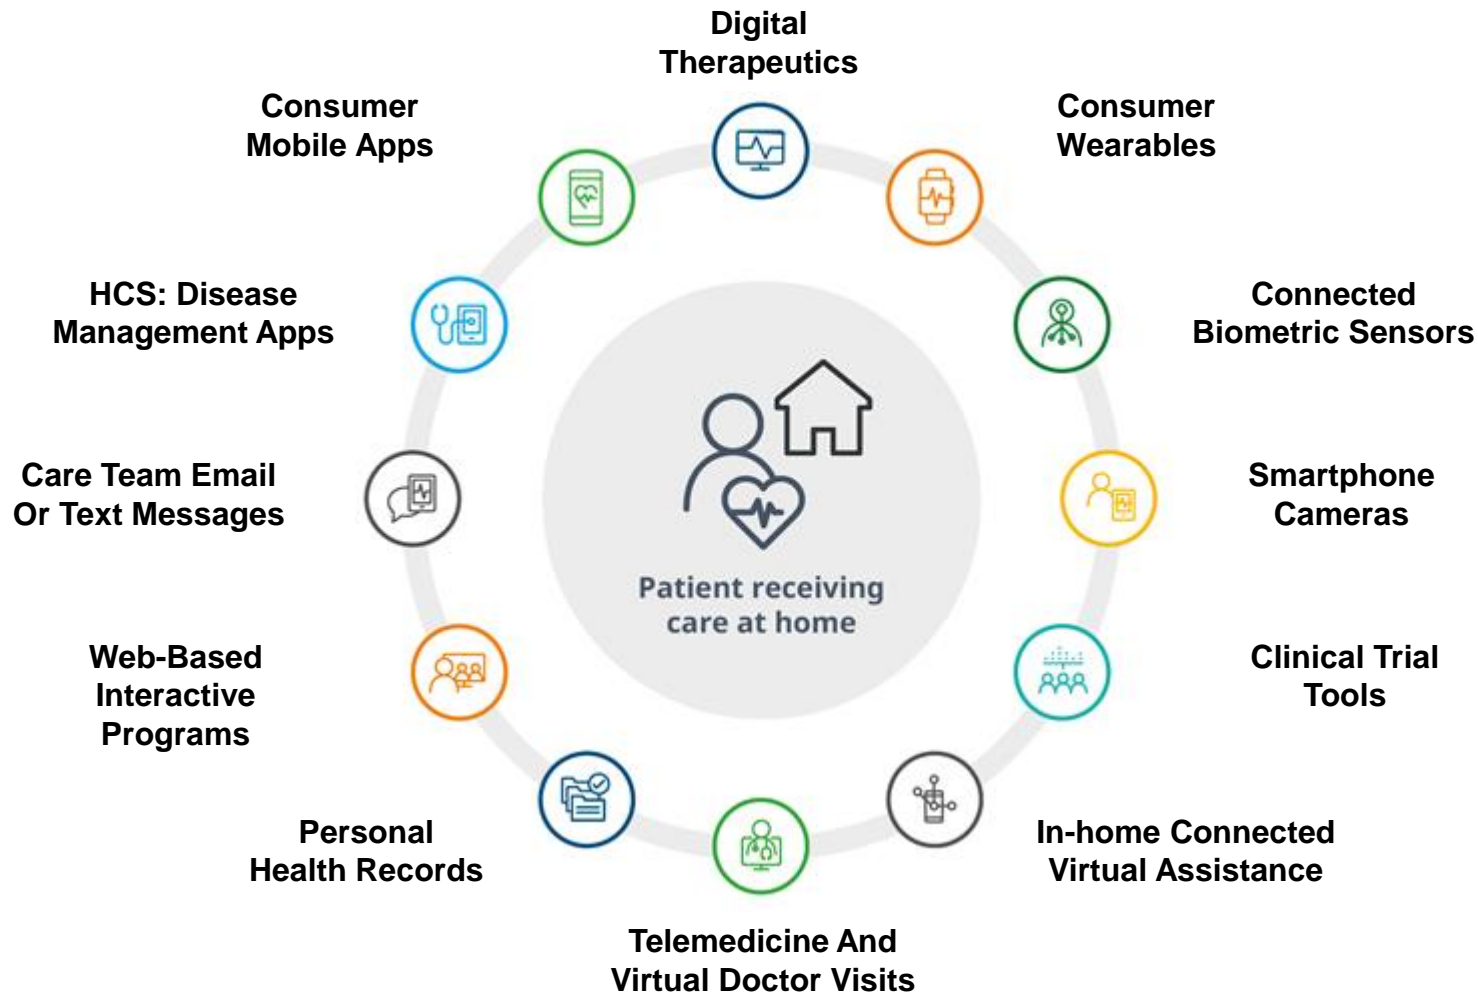 Digital
Therapeutics
Consumer
Mobile Apps
Consumer
Wearables
HCS: Disease
Management Apps
Connected
Biometric Sensors
Care Team Email
Or Text Messages
Smartphone
Cameras
Patient receiving
care at home
Web-Based
Interactive
Programs
Clinical Trial
Tools
Personal
Health Records
In-home Connected
Virtual Assistance
Telemedicine And
Virtual Doctor Visits